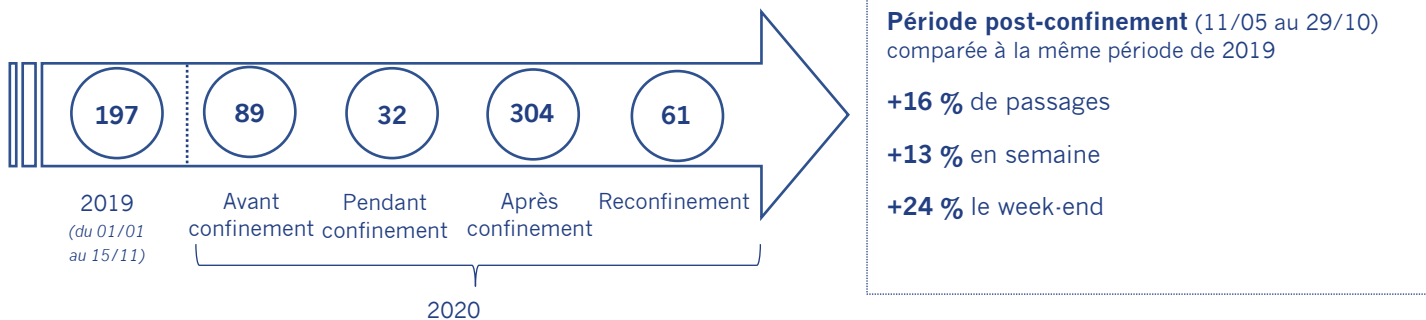 197
89
32
304
61
2019
(du 01/01
au 15/11)
Avant
confinement
Pendant
confinement
Après
confinement
Reconfinement
2020
Période post-confinement (11/05 au 29/10)
comparée à la même période de 2019
+16 % de passages
+13 % en semaine
+24 % le week-end